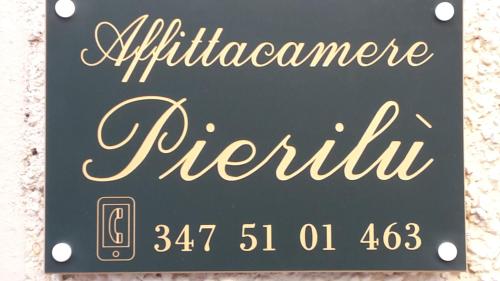 Affittacamere
Pierilù
347 51 01 463